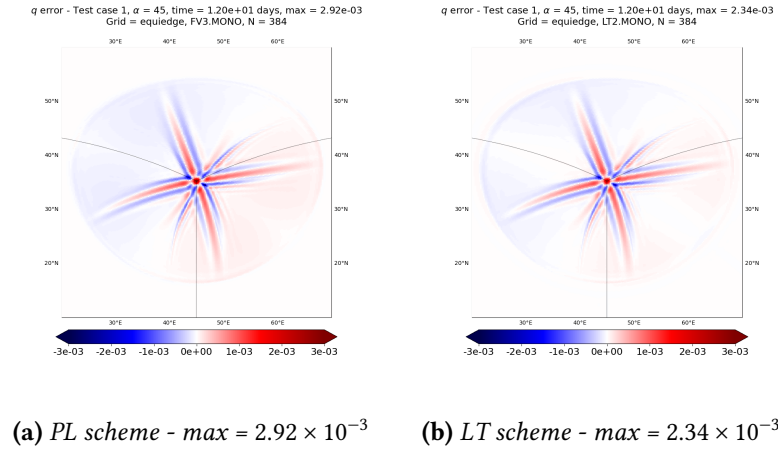 q error - Test case 1, α = 45, time = 1.20e+01 days, max = 2.92e-03
Grid = equiedge, FV3.MONO, N = 384
30°E 40°E 50°E 60°E
50°N 50°N
40°N 40°N
30°N 30°N
20°N 20°N
30°E 40°E 50°E 60°E
-3e-03 -2e-03 -1e-03 0e+00 1e-03 2e-03 3e-03
(a) PL scheme - max = 2.92 × 10⁻³
q error - Test case 1, α = 45, time = 1.20e+01 days, max = 2.34e-03
Grid = equiedge, LT2.MONO, N = 384
30°E 40°E 50°E 60°E
50°N 50°N
40°N 40°N
30°N 30°N
20°N 20°N
30°E 40°E 50°E 60°E
-3e-03 -2e-03 -1e-03 0e+00 1e-03 2e-03 3e-03
(b) LT scheme - max = 2.34 × 10⁻³